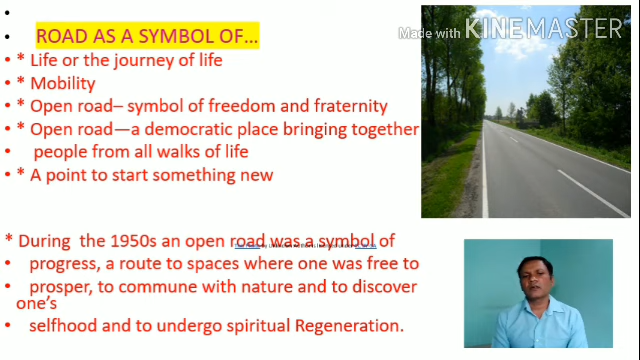 ROAD AS A SYMBOL OF...
* Life or the journey of life
* Mobility
* Open road– symbol of freedom and fraternity
* Open road—a democratic place bringing together
people from all walks of life
* A point to start something new
* During the 1950s an open road was a symbol of
progress, a route to spaces where one was free to
prosper, to commune with nature and to discover
one's
selfhood and to undergo spiritual Regeneration.
Made with KINEMASTER